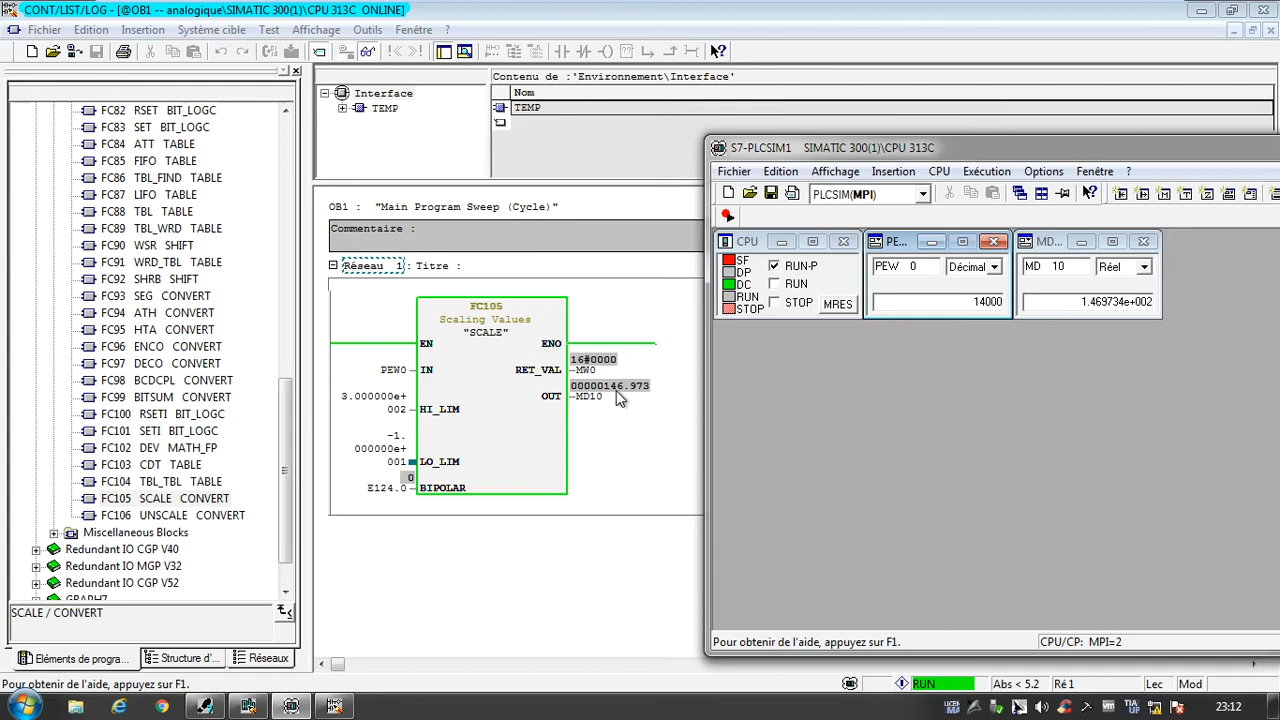 CONT/LIST/LOG - [@OB1 -- analogique\SIMATIC 300(1)\CPU 313C ONLINE]
Fichier Edition Insertion Système cible Test Affichage Outils Fenêtre ?
Contenu de :'Environnement\Interface'
Interface
TEMP
Nom
TEMP
FC82 RSET BIT_LOGC
FC83 SET BIT_LOGC
FC84 ATT TABLE
FC85 FIFO TABLE
FC86 TBL_FIND TABLE
FC87 LIFO TABLE
FC88 TBL TABLE
FC89 TBL_WRD TABLE
FC90 WSR SHIFT
FC91 WRD_TBL TABLE
FC92 SHRB SHIFT
FC93 SEG CONVERT
FC94 ATH CONVERT
FC95 HTA CONVERT
FC96 ENCO CONVERT
FC97 DECO CONVERT
FC98 BCDCPL CONVERT
FC99 BITSUM CONVERT
FC100 RSETI BIT_LOGC
FC101 SETI BIT_LOGC
FC102 DEV MATH_FP
FC103 CDT TABLE
FC104 TBL_TBL TABLE
FC105 SCALE CONVERT
FC106 UNSCALE CONVERT
Miscellaneous Blocks
Redundant IO CGP V40
Redundant IO MGP V32
Redundant IO CGP V52
GRAPH7
SCALE / CONVERT
Eléments de progra... Structure d'... Réseaux
OB1 : "Main Program Sweep (Cycle)"
Commentaire :
Réseau 1: Titre :
FC105
Scaling Values
"SCALE"
EN ENO
16#0000
PEW0 IN RET_VAL MW0
00000146.973
3.000000e+
002 HI_LIM OUT MD10
-1.
000000e+
001 LO_LIM
0
E124.0 BIPOLAR
S7-PLCSIM1 SIMATIC 300(1)\CPU 313C
Fichier Edition Affichage Insertion CPU Exécution Options Fenêtre ?
PLCSIM(MPI)
CPU
SF
DP
DC
RUN
STOP
RUN-P
RUN
STOP MRES
PE...
PEW 0 Décimal
14000
MD...
MD 10 Réel
1.469734e+002
Pour obtenir de l'aide, appuyez sur F1. CPU/CP: MPI=2
Pour obtenir de l'aide, appuyez sur F1. RUN Abs < 5.2 Ré 1 Lec Mod
23:12